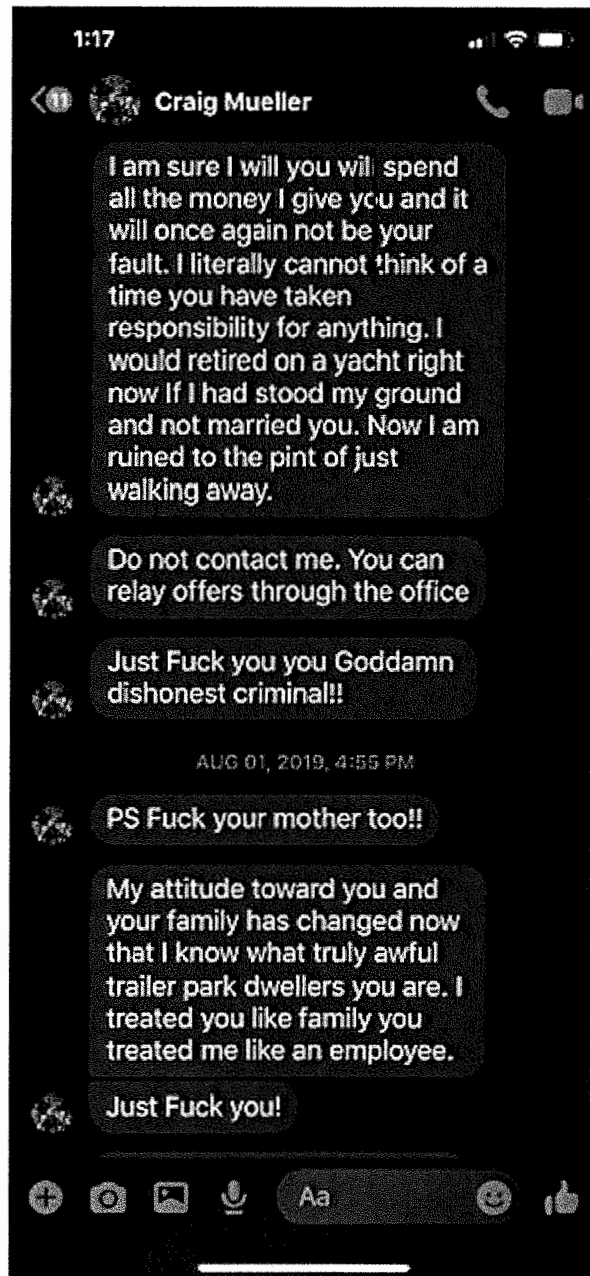 1:17
11
Craig Mueller
I am sure I will you will spend
all the money I give you and it
will once again not be your
fault. I literally cannot think of a
time you have taken
responsibility for anything. I
would retired on a yacht right
now If I had stood my ground
and not married you. Now I am
ruined to the pint of just
walking away.
Do not contact me. You can
relay offers through the office
Just Fuck you you Goddamn
dishonest criminal!!
AUG 01, 2019, 4:55 PM
PS Fuck your mother too!!
My attitude toward you and
your family has changed now
that I know what truly awful
trailer park dwellers you are. I
treated you like family you
treated me like an employee.
Just Fuck you!
Aa